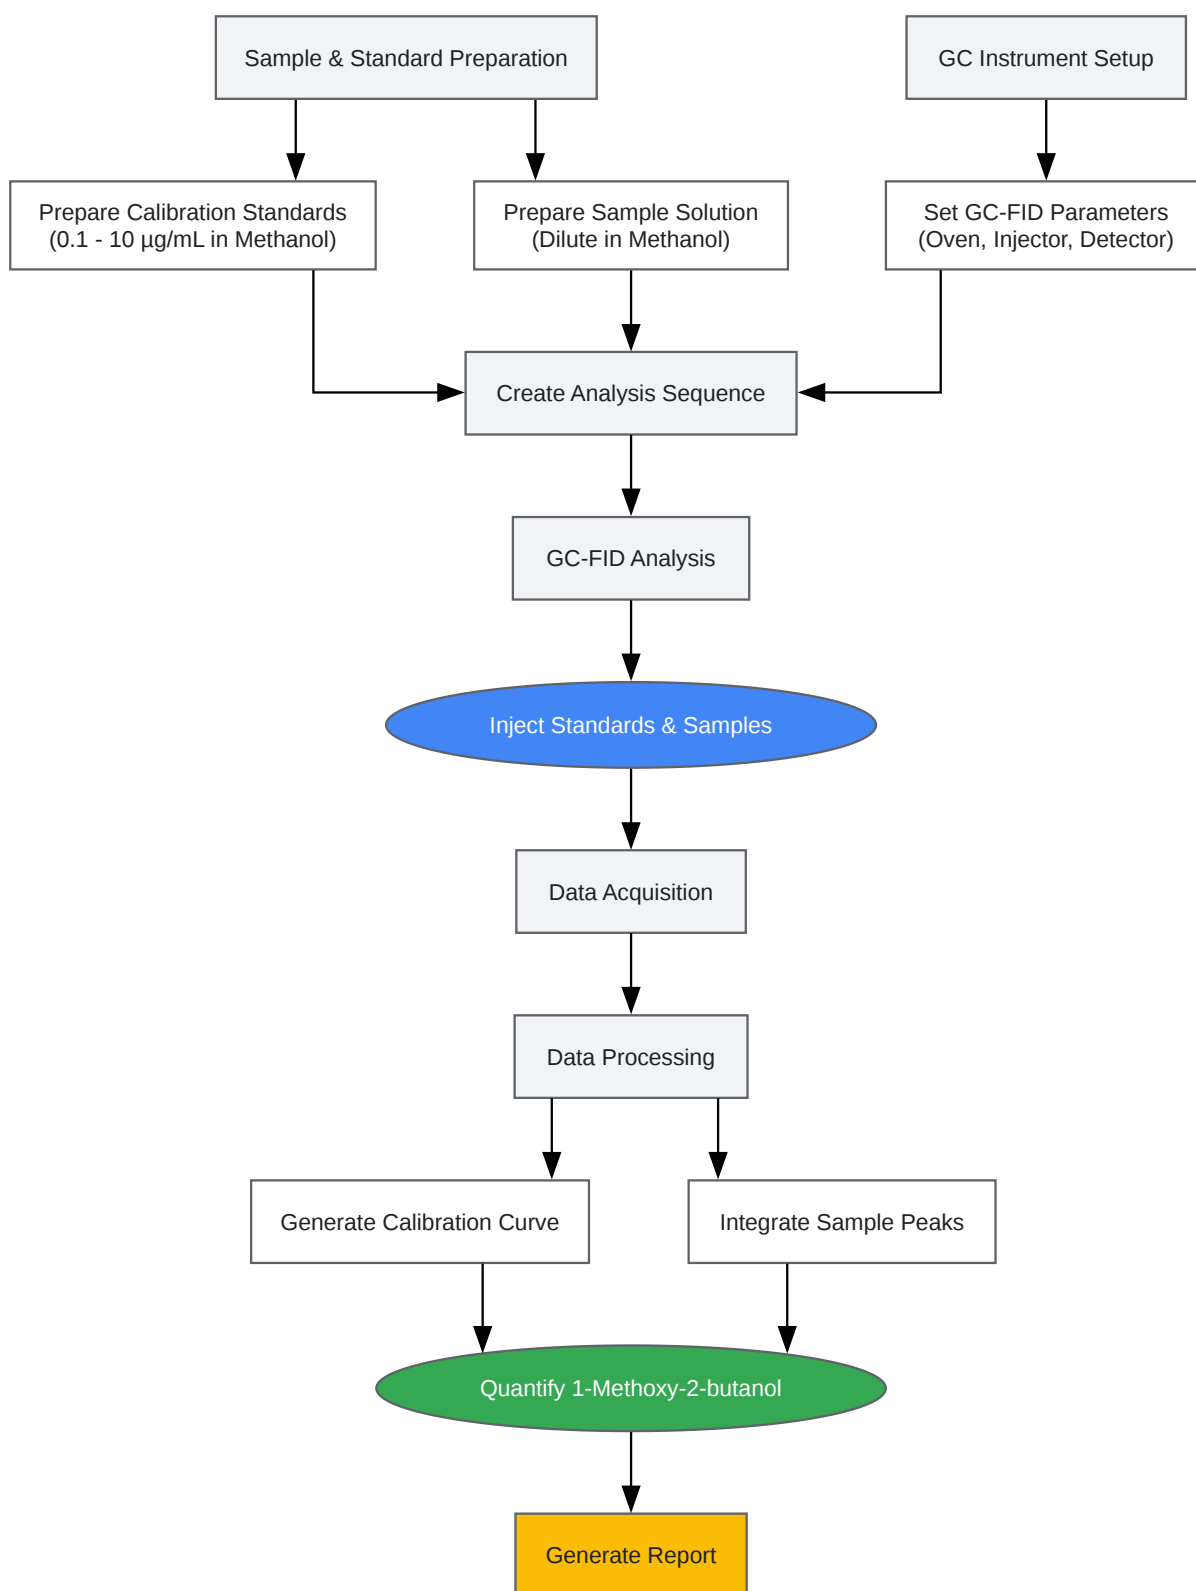 Sample & Standard Preparation
GC Instrument Setup
Prepare Calibration Standards
(0.1 - 10 µg/mL in Methanol)
Prepare Sample Solution
(Dilute in Methanol)
Set GC-FID Parameters
(Oven, Injector, Detector)
Create Analysis Sequence
GC-FID Analysis
Inject Standards & Samples
Data Acquisition
Data Processing
Generate Calibration Curve
Integrate Sample Peaks
Quantify 1-Methoxy-2-butanol
Generate Report